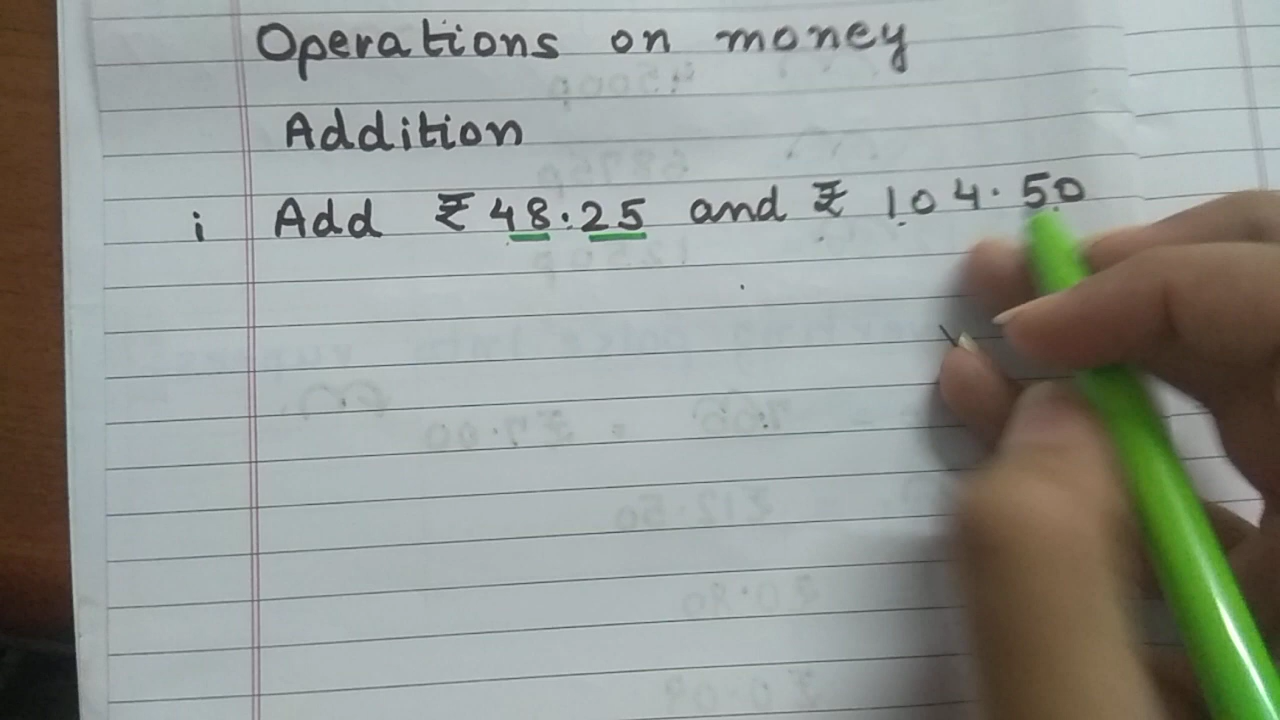 Operations on money
Addition
i Add ₹ 48.25 and ₹ 104.50